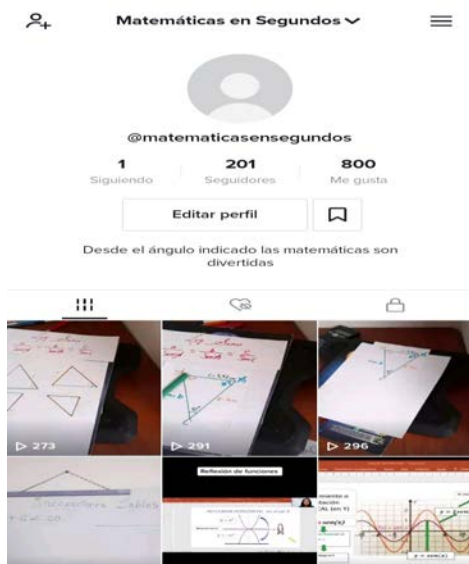 Matemáticas en Segundos
@matematicasensegundos
1 201 800
Siguiendo Seguidores Me gusta
Editar perfil
Desde el ángulo indicado las matemáticas son
divertidas
273 291 296
Reflexión de funciones